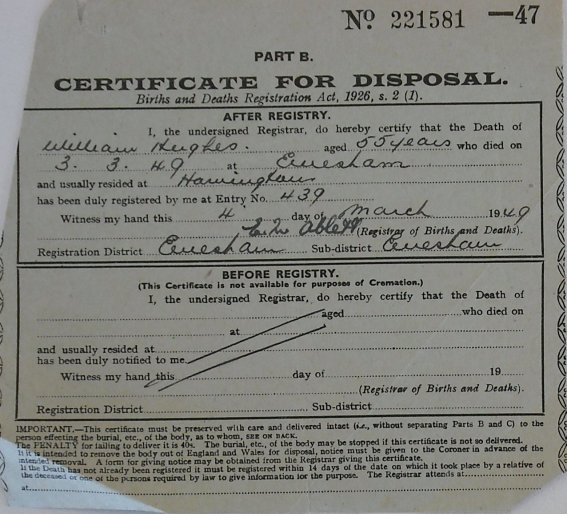 No 221581 —47
PART B.
CERTIFICATE FOR DISPOSAL.
Births and Deaths Registration Act, 1926, s. 2 (1).
AFTER REGISTRY.
I, the undersigned Registrar, do hereby certify that the Death of
William Hughes. aged 55 years who died on
3. 3. 49 at Evesham
and usually resided at
has been duly registered by me at Entry No. 439
Witness my hand this 4 day of March 1949
(Registrar of Births and Deaths).
Registration District Evesham Sub-district Evesham
BEFORE REGISTRY.
(This Certificate is not available for purposes of Cremation.)
I, the undersigned Registrar, do hereby certify that the Death of
aged who died on
at
and usually resided at
has been duly notified to me.
Witness my hand this day of 19
(Registrar of Births and Deaths).
Registration District Sub-district
IMPORTANT.—This certificate must be preserved with care and delivered intact (i.e., without separating Parts B and C) to the
person effecting the burial, etc., of the body, as to whom, SEE ON BACK.
The PENALTY for failing to deliver it is 40s. The burial, etc., of the body may be stopped if this certificate is not so delivered.
If it is intended to remove the body out of England and Wales for disposal, notice must be given to the Coroner in advance of the
intended removal. A form for giving notice may be obtained from the Registrar giving this certificate.
If the Death has not already been registered it must be registered within 14 days of the date on which it took place by a relative of
the deceased or one of the persons required by law to give information for the purpose. The Registrar attends at
at